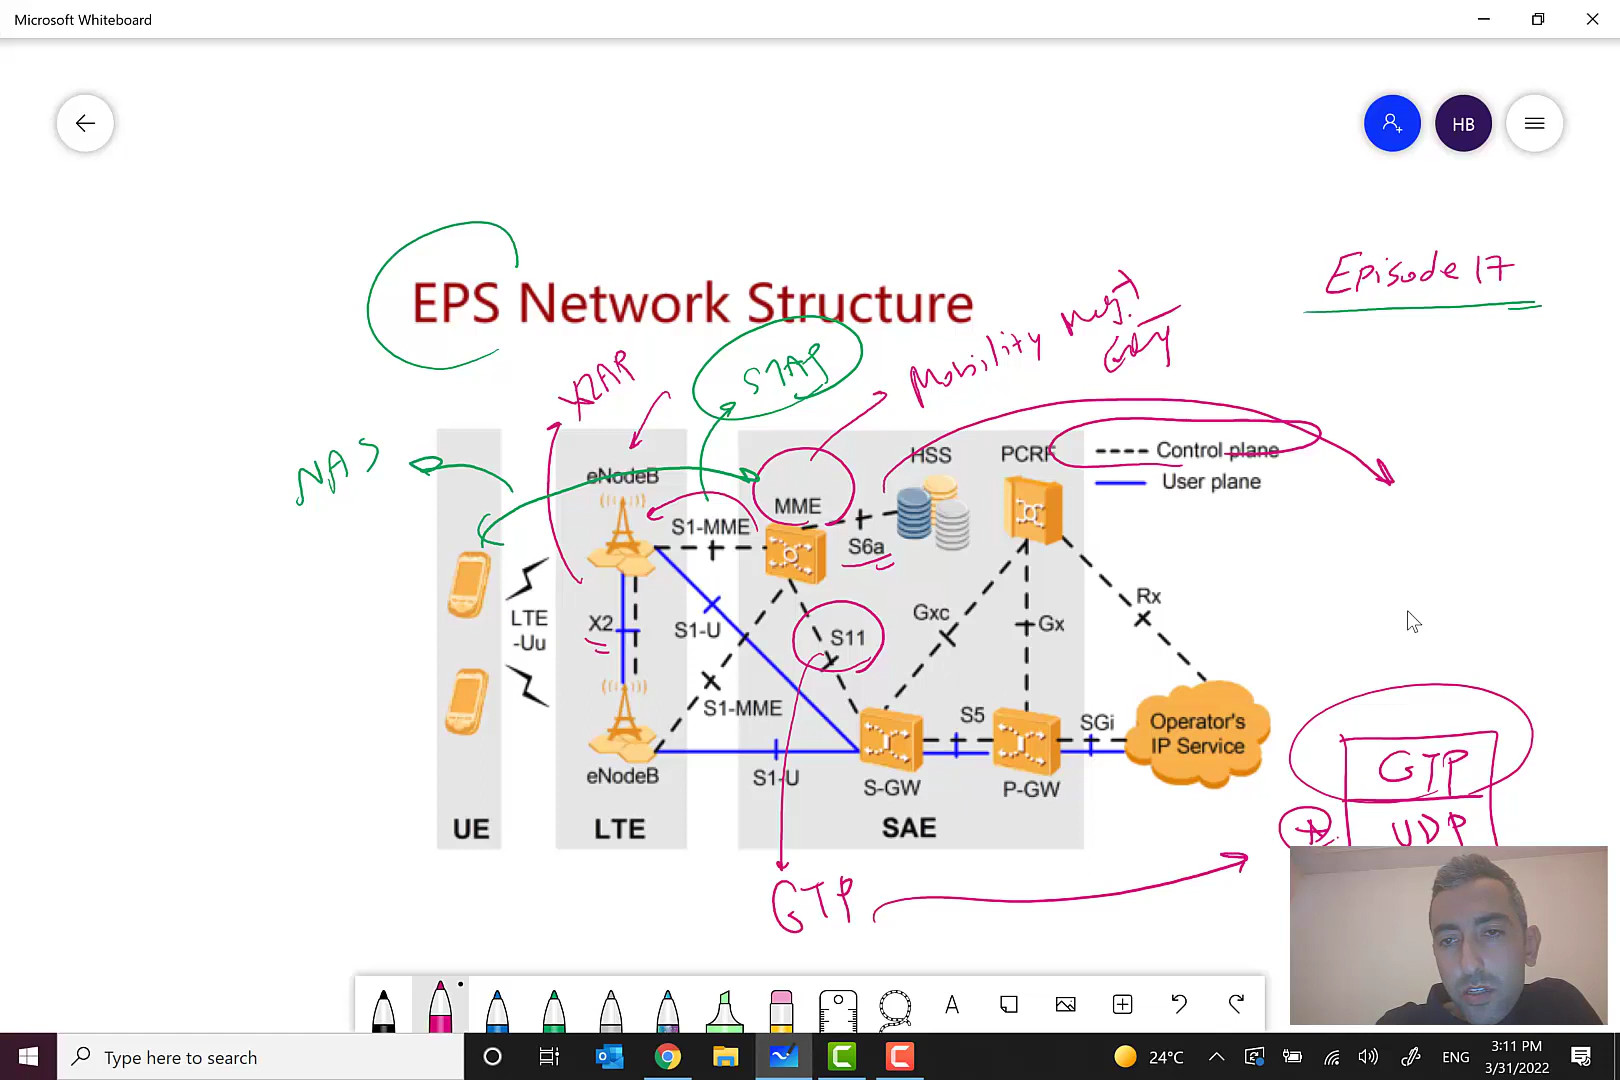 Microsoft Whiteboard
HB
Episode 17
EPS Network Structure
Mobility
X2AP
S1AP
NAS
eNodeB
MME
HSS
PCRF
Control plane
User plane
S1-MME
S6a
LTE
-Uu
X2
S1-U
S11
Gxc
Gx
Rx
S1-MME
S5
SGi
Operator's
IP Service
eNodeB
S1-U
S-GW
P-GW
GTP
UDP
UE
LTE
SAE
GTP
A
Type here to search
24°C
ENG
3:11 PM
3/31/2022